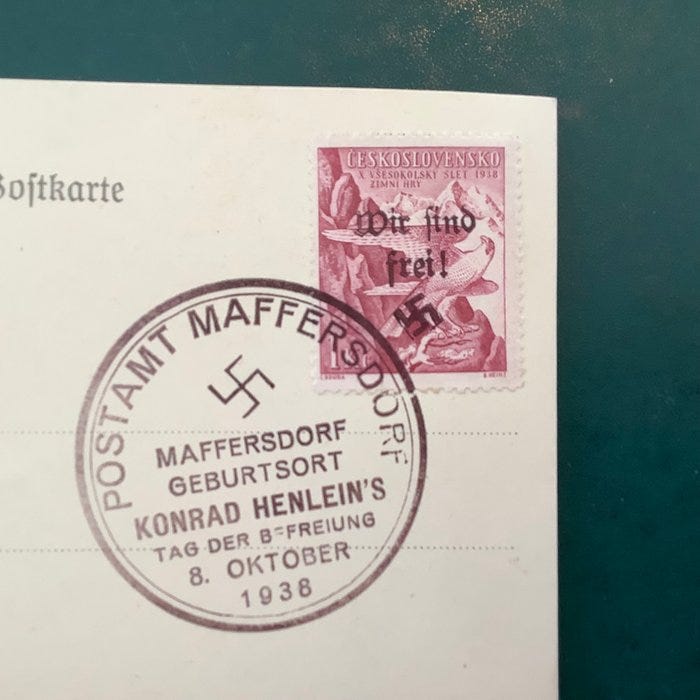 Postkarte
ČESKOSLOVENSKO
X VŠESOKOLSKÝ SLET 1938
ZIMNÍ HRY
Wir sind
frei!
POSTAMT MAFFERSDORF
MAFFERSDORF
GEBURTSORT
KONRAD HENLEIN'S
TAG DER BEFREIUNG
8. OKTOBER
1938